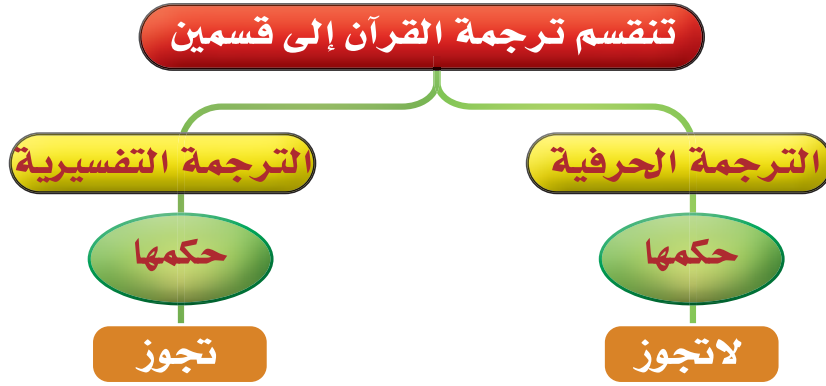 تنقسم ترجمة القرآن إلى قسمين
الترجمة الحرفية
الترجمة التفسيرية
حكمها
حكمها
لاتجوز
تجوز